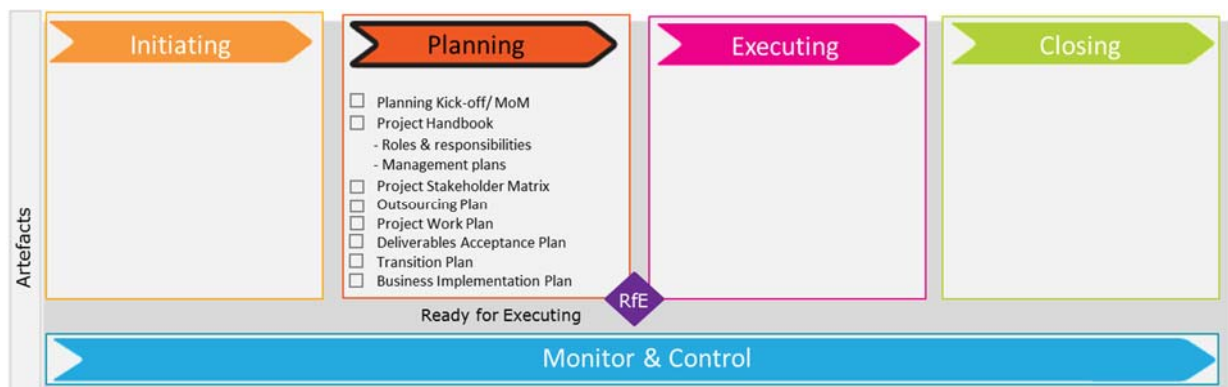 Initiating
Planning
Executing
Closing
Planning Kick-off/ MoM
Project Handbook
- Roles & responsibilities
- Management plans
Project Stakeholder Matrix
Outsourcing Plan
Project Work Plan
Deliverables Acceptance Plan
Transition Plan
Business Implementation Plan
Artefacts
RfE
Ready for Executing
Monitor & Control